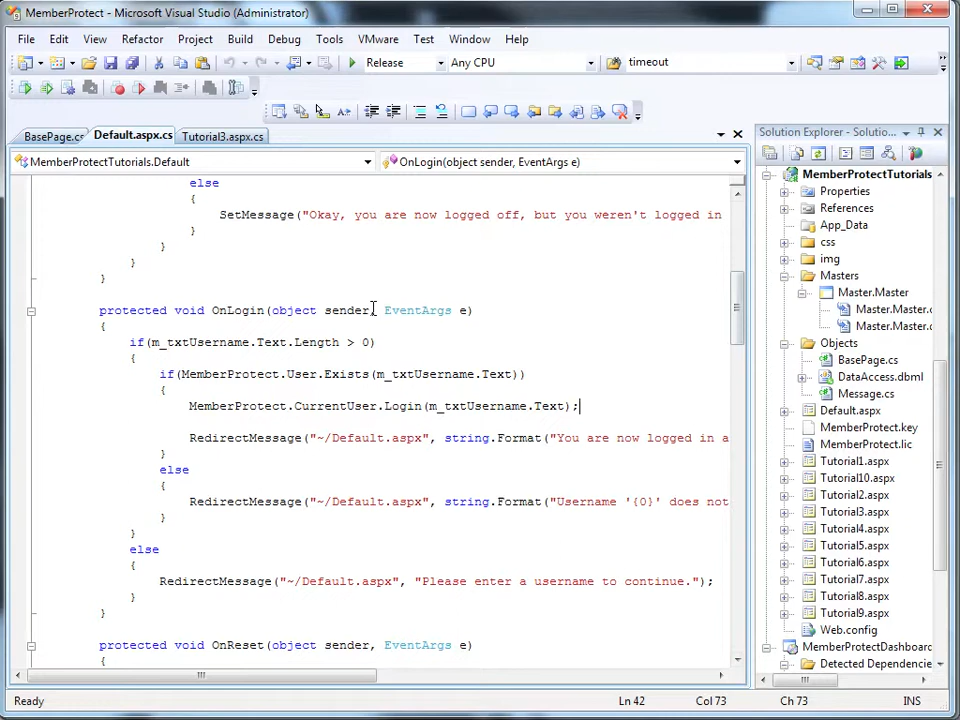 MemberProtect - Microsoft Visual Studio (Administrator)
File Edit View Refactor Project Build Debug Tools VMware Test Window Help
Release Any CPU timeout
BasePage.cs Default.aspx.cs Tutorial3.aspx.cs
MemberProtectTutorials.Default OnLogin(object sender, EventArgs e)
else
{
SetMessage("Okay, you are now logged off, but you weren't logged in
}
}
}
}
protected void OnLogin(object sender, EventArgs e)
{
if(m_txtUsername.Text.Length > 0)
{
if(MemberProtect.User.Exists(m_txtUsername.Text))
{
MemberProtect.CurrentUser.Login(m_txtUsername.Text);
RedirectMessage("~/Default.aspx", string.Format("You are now logged in a
}
else
{
RedirectMessage("~/Default.aspx", string.Format("Username '{0}' does not
}
}
else
{
RedirectMessage("~/Default.aspx", "Please enter a username to continue.");
}
}
protected void OnReset(object sender, EventArgs e)
{
Solution Explorer - Solutio...
MemberProtectTutorials
Properties
References
App_Data
css
img
Masters
Master.Master
Master.Master.
Master.Master.d
Objects
BasePage.cs
DataAccess.dbml
Message.cs
Default.aspx
MemberProtect.key
MemberProtect.lic
Tutorial1.aspx
Tutorial10.aspx
Tutorial2.aspx
Tutorial3.aspx
Tutorial4.aspx
Tutorial5.aspx
Tutorial6.aspx
Tutorial7.aspx
Tutorial8.aspx
Tutorial9.aspx
Web.config
MemberProtectDashboard
Detected Dependencie
Ready Ln 42 Col 73 Ch 73 INS